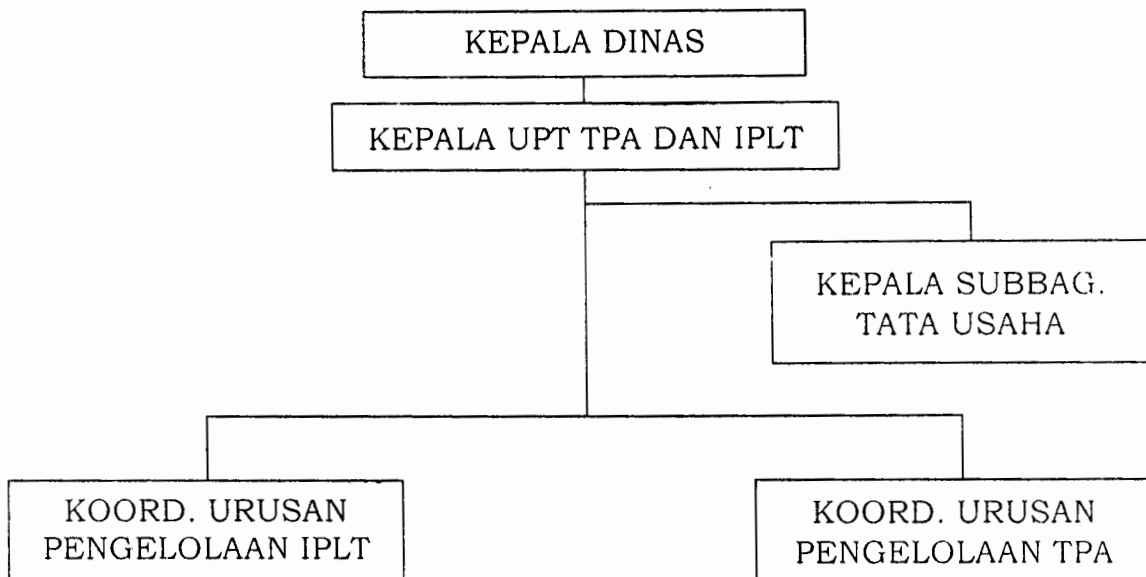 KEPALA DINAS
KEPALA UPT TPA DAN IPLT
KEPALA SUBBAG.
TATA USAHA
KOORD. URUSAN
PENGELOLAAN IPLT
KOORD. URUSAN
PENGELOLAAN TPA